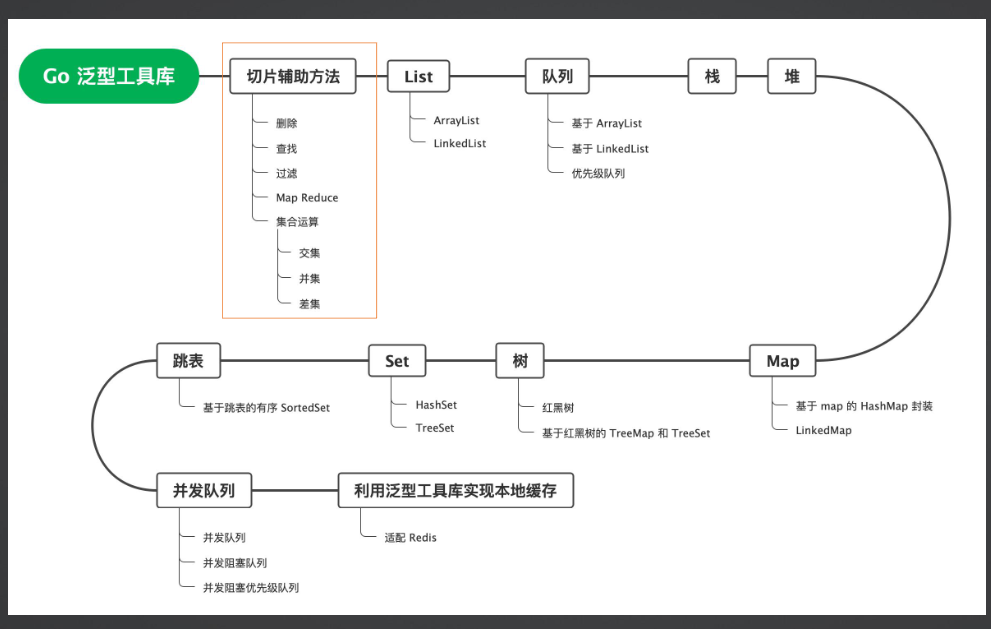 Go 泛型工具库
切片辅助方法
删除
查找
过滤
Map Reduce
集合运算
交集
并集
差集
List
ArrayList
LinkedList
队列
基于 ArrayList
基于 LinkedList
优先级队列
栈
堆
Map
基于 map 的 HashMap 封装
LinkedMap
树
红黑树
基于红黑树的 TreeMap 和 TreeSet
Set
HashSet
TreeSet
跳表
基于跳表的有序 SortedSet
并发队列
并发队列
并发阻塞队列
并发阻塞优先级队列
利用泛型工具库实现本地缓存
适配 Redis